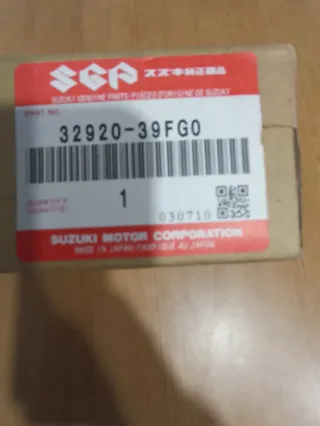 SGP スズキ純正部品
SUZUKI GENUINE PARTS/PIÈCES D'ORIGINE DE SUZUKI
PART NO.
32920-39FG0
QUANTITY
QUANTITÉ
1
030710
SUZUKI MOTOR CORPORATION
MADE IN JAPAN/FABRIQUÉ AU JAPON